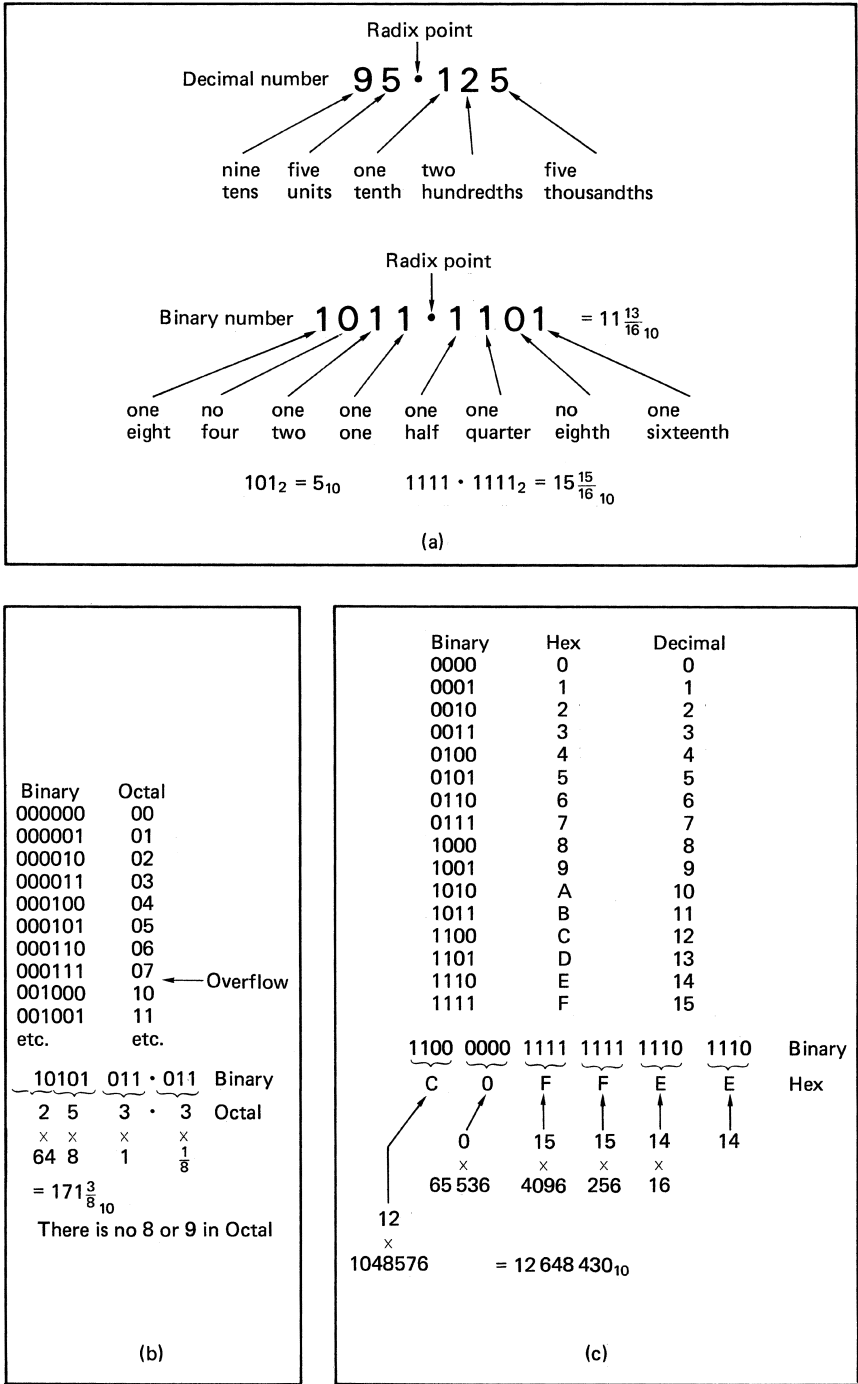 Radix point
Decimal number 95·125
nine five one two five
tens units tenth hundredths thousandths
Radix point
Binary number 1011·1101 = 11 13/16 10
one no one one one one no one
eight four two one half quarter eighth sixteenth
101₂ = 5₁₀ 1111·1111₂ = 15 15/16 10
(a)
Binary Octal
000000 00
000001 01
000010 02
000011 03
000100 04
000101 05
000110 06
000111 07
Overflow
001000 10
001001 11
etc. etc.
10101 011·011 Binary
2 5 3 · 3 Octal
× × × ×
64 8 1 1/8
= 171 3/8 10
There is no 8 or 9 in Octal
(b)
Binary Hex Decimal
0000 0 0
0001 1 1
0010 2 2
0011 3 3
0100 4 4
0101 5 5
0110 6 6
0111 7 7
1000 8 8
1001 9 9
1010 A 10
1011 B 11
1100 C 12
1101 D 13
1110 E 14
1111 F 15
1100 0000 1111 1111 1110 1110 Binary
C 0 F F E E Hex
0 15 15 14 14
× × × ×
65 536 4096 256 16
12
×
1048576 = 12 648 430₁₀
(c)